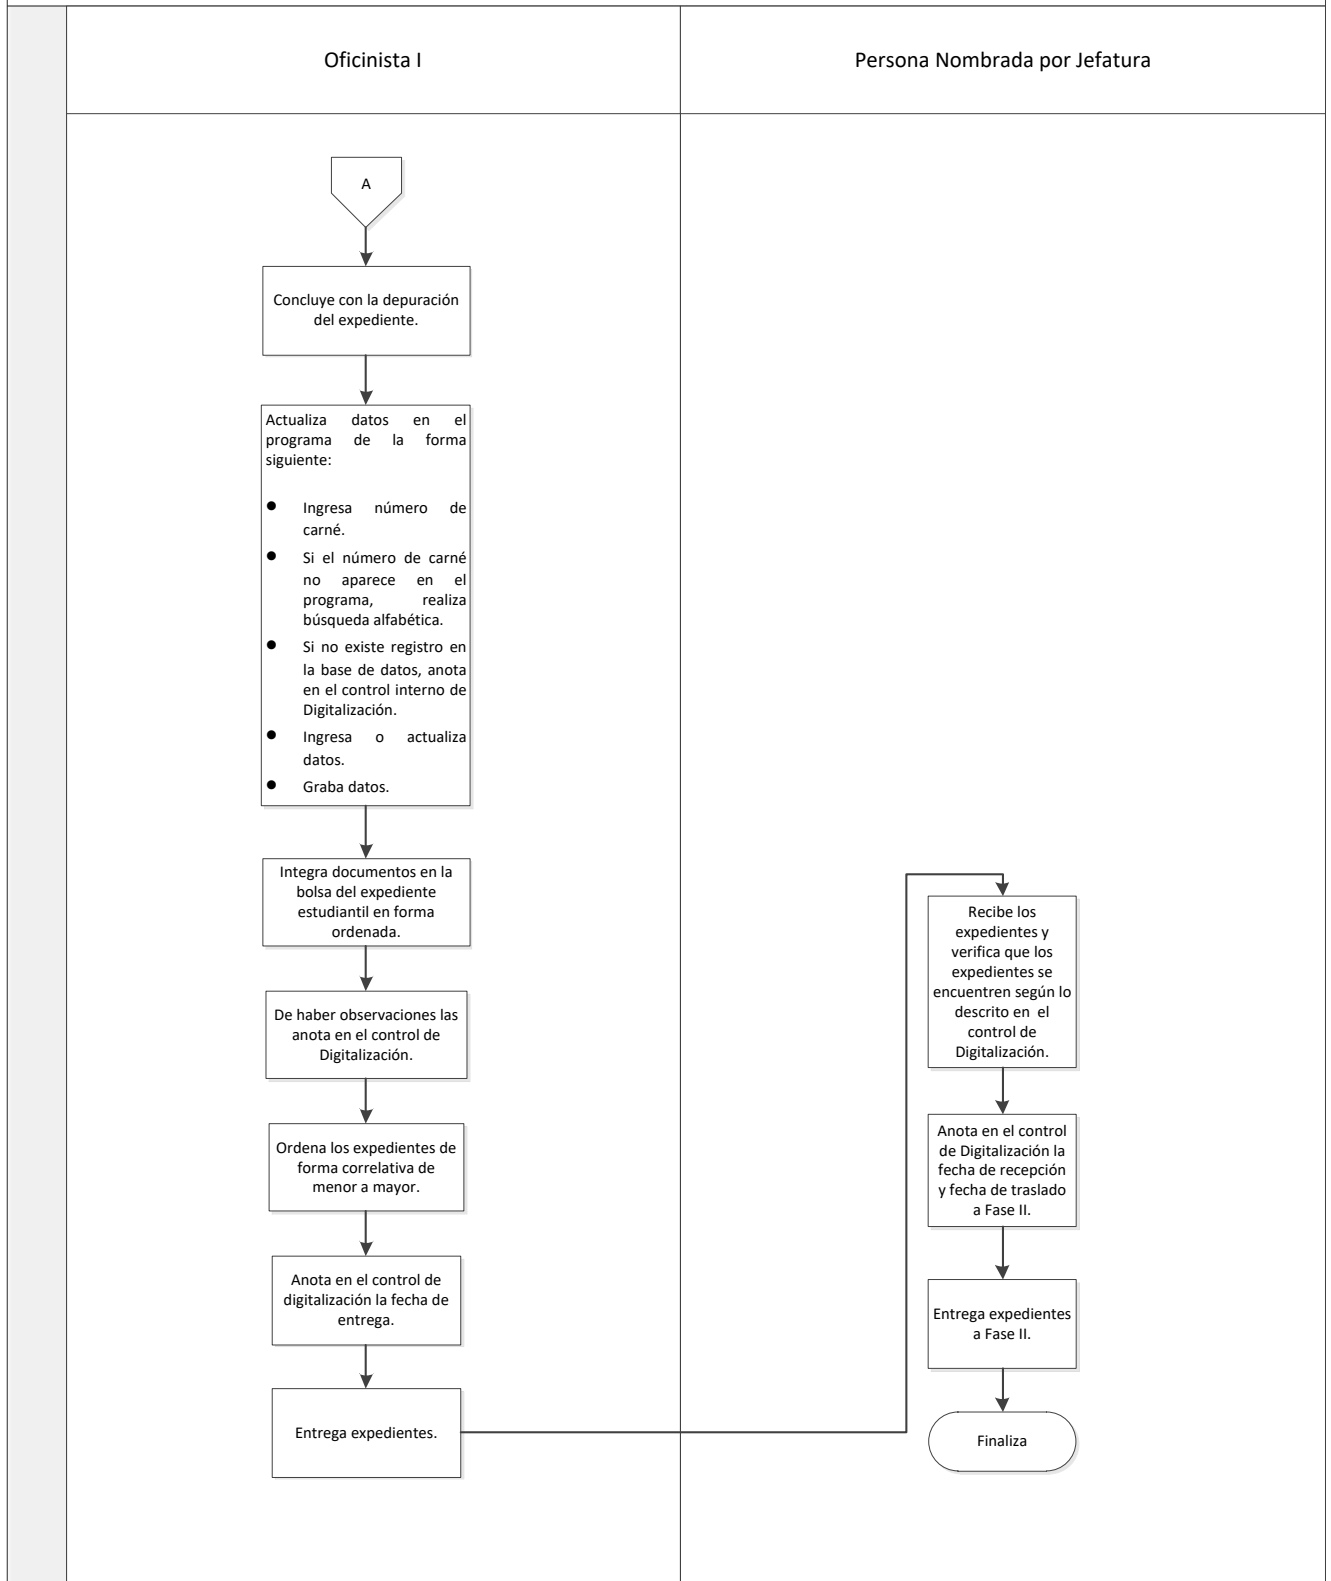 Oficinista I
Persona Nombrada por Jefatura
A
Concluye con la depuración
del expediente.
Actualiza datos en el
programa de la forma
siguiente:
● Ingresa número de
carné.
● Si el número de carné
no aparece en el
programa, realiza
búsqueda alfabética.
● Si no existe registro en
la base de datos, anota
en el control interno de
Digitalización.
● Ingresa o actualiza
datos.
● Graba datos.
Integra documentos en la
bolsa del expediente
estudiantil en forma
ordenada.
De haber observaciones las
anota en el control de
Digitalización.
Ordena los expedientes de
forma correlativa de
menor a mayor.
Anota en el control de
digitalización la fecha de
entrega.
Entrega expedientes.
Recibe los
expedientes y
verifica que los
expedientes se
encuentren según lo
descrito en  el
control de
Digitalización.
Anota en el control
de Digitalización la
fecha de recepción
y fecha de traslado
a Fase II.
Entrega expedientes
a Fase II.
Finaliza